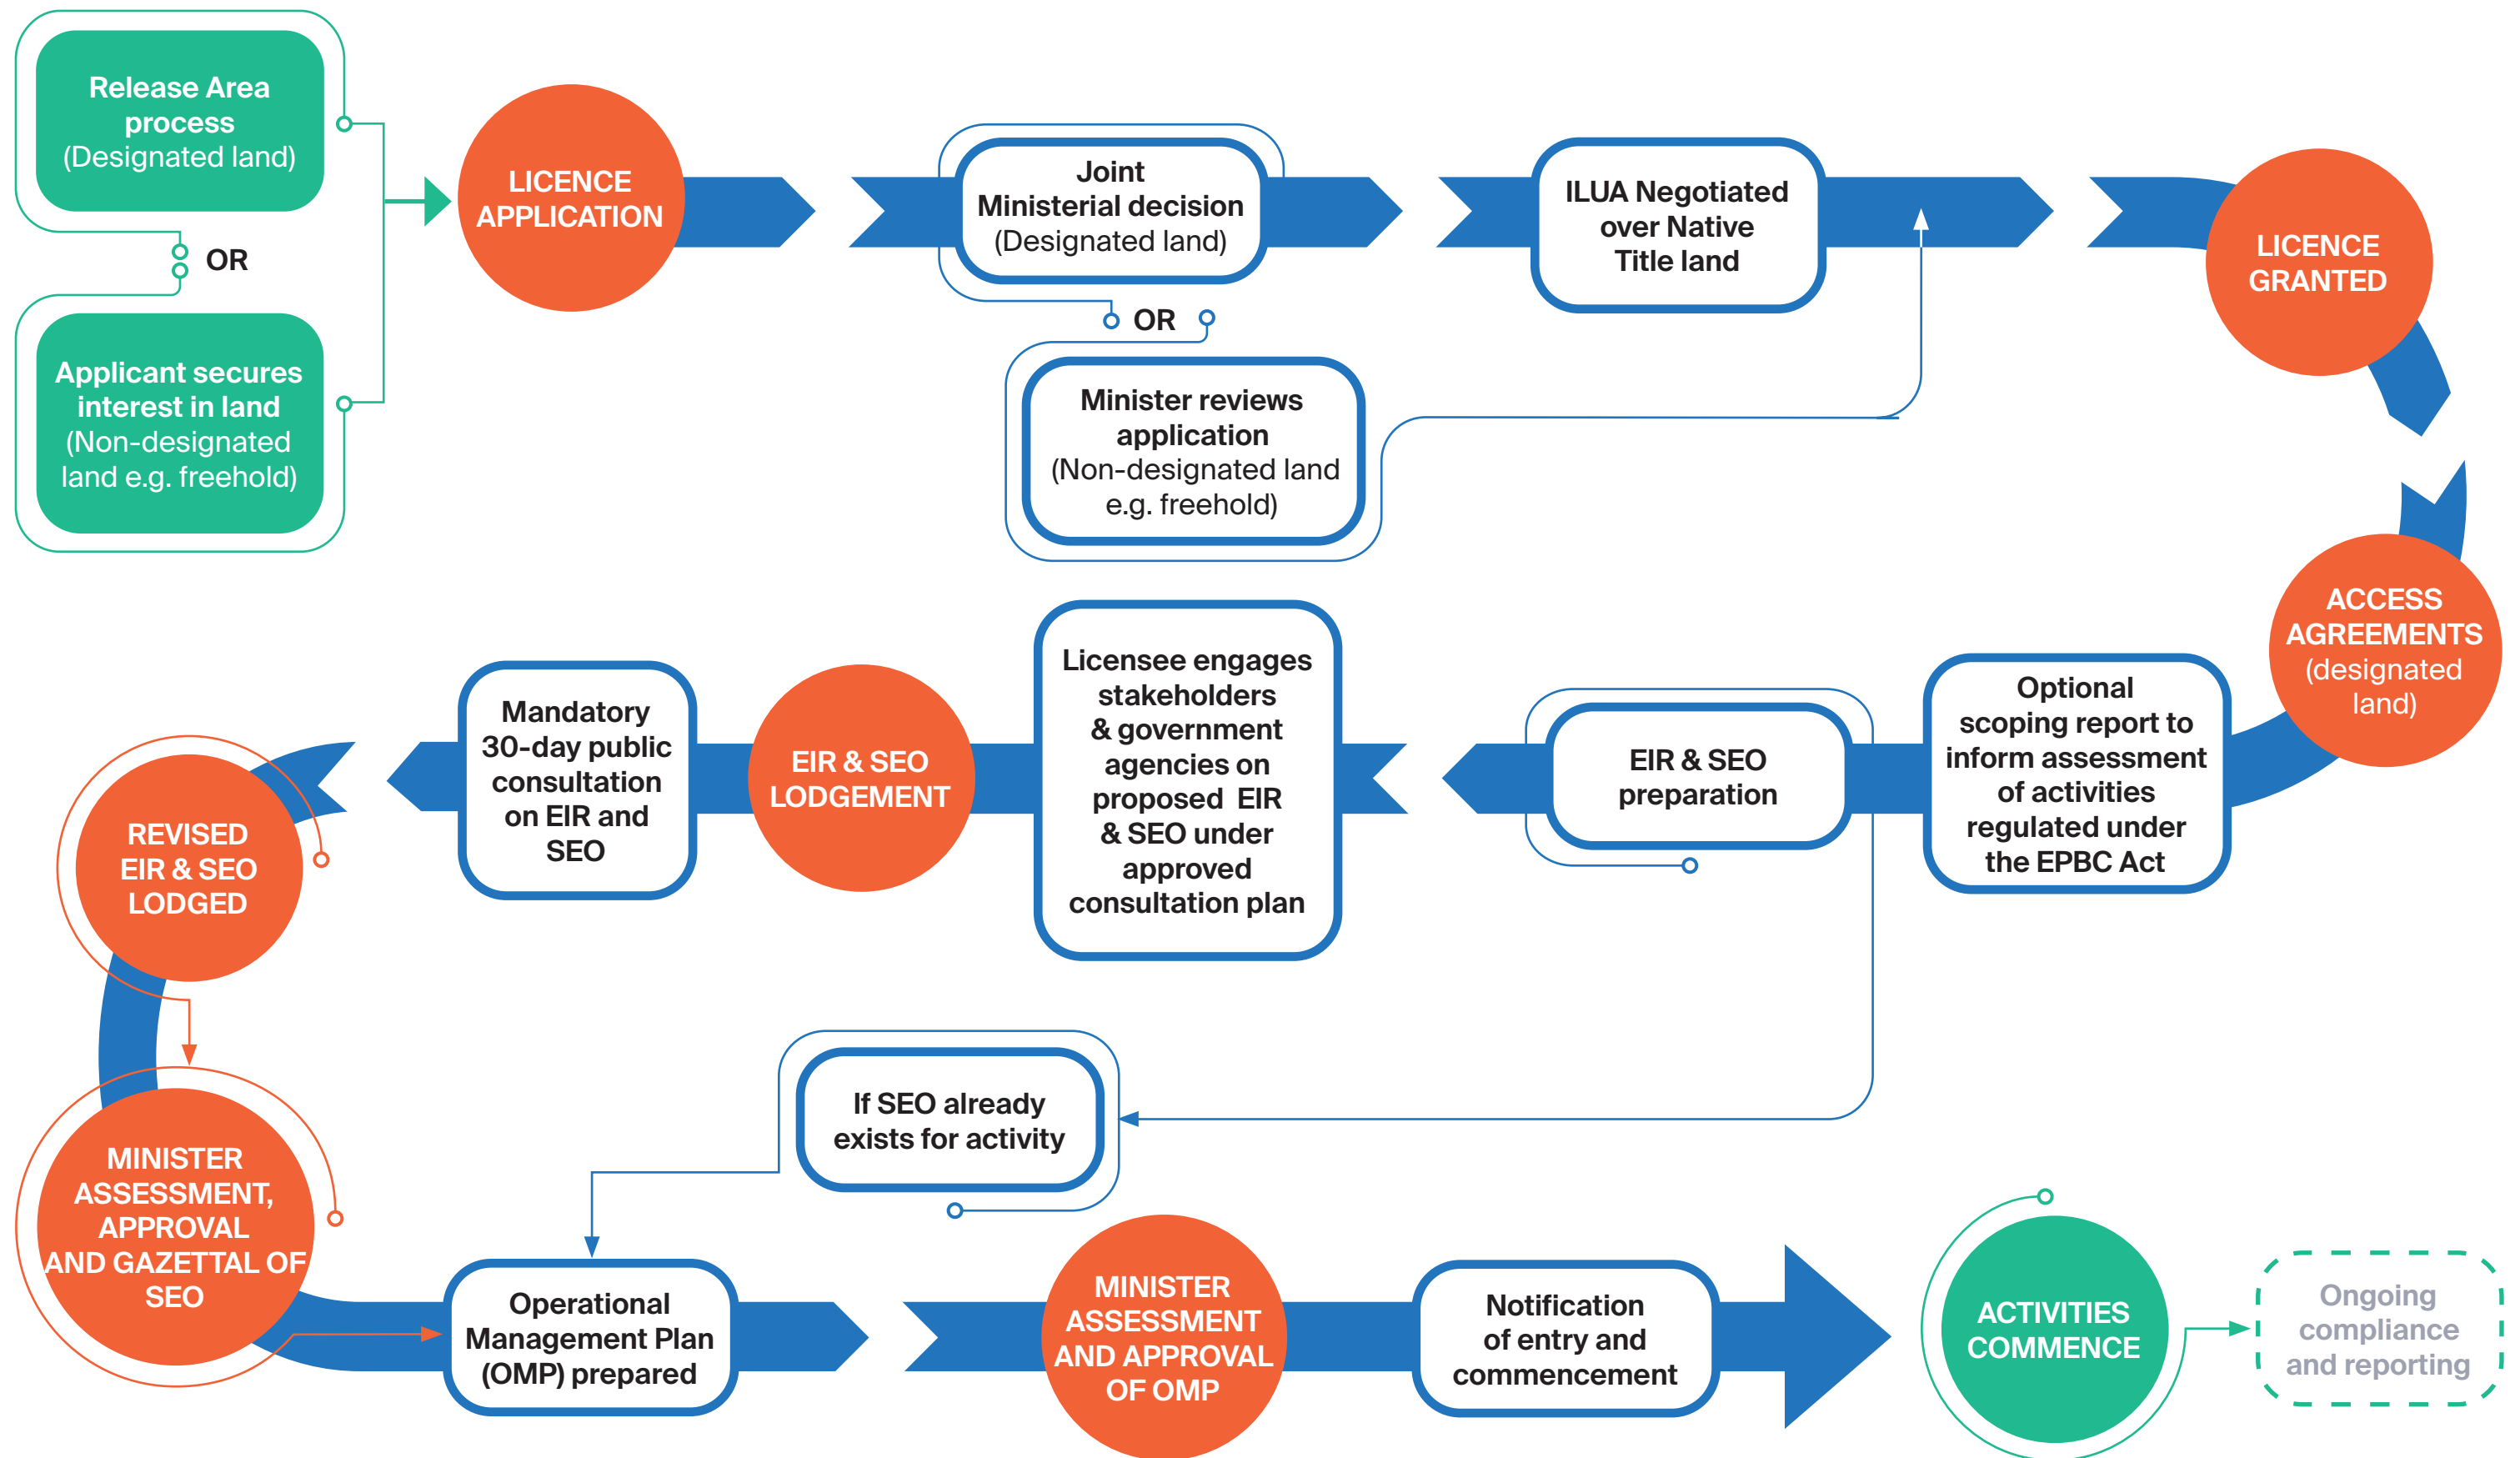 Release Area
process
(Designated land)
OR
Applicant secures
interest in land
(Non-designated
land e.g. freehold)
LICENCE
APPLICATION
Joint
Ministerial decision
(Designated land)
OR
Minister reviews
application
(Non-designated land
e.g. freehold)
ILUA Negotiated
over Native
Title land
LICENCE
GRANTED
ACCESS
AGREEMENTS
(designated
land)
Optional
scoping report to
inform assessment
of activities
regulated under
the EPBC Act
EIR & SEO
preparation
Licensee engages
stakeholders
& government
agencies on
proposed EIR
& SEO under
approved
consultation plan
EIR & SEO
LODGEMENT
Mandatory
30-day public
consultation
on EIR and
SEO
REVISED
EIR & SEO
LODGED
MINISTER
ASSESSMENT,
APPROVAL
AND GAZETTAL OF
SEO
If SEO already
exists for activity
Operational
Management Plan
(OMP) prepared
MINISTER
ASSESSMENT
AND APPROVAL
OF OMP
Notification
of entry and
commencement
ACTIVITIES
COMMENCE
Ongoing
compliance
and reporting